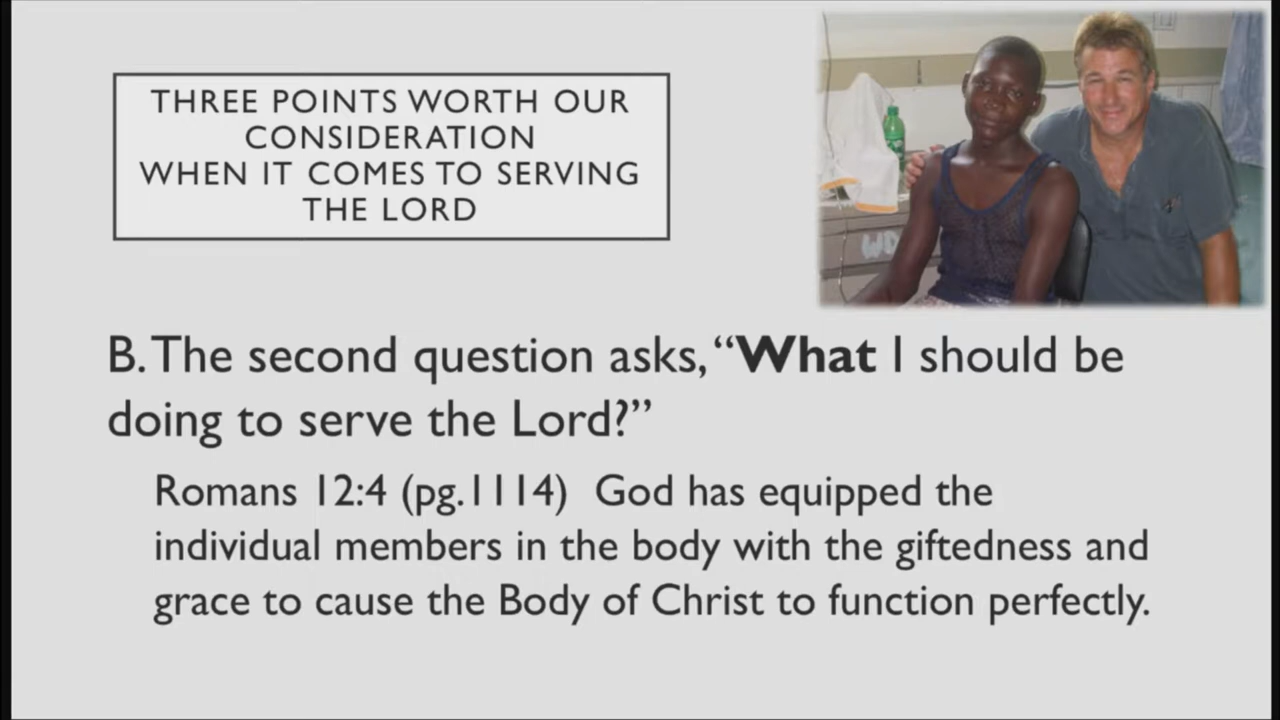 THREE POINTS WORTH OUR
CONSIDERATION
WHEN IT COMES TO SERVING
THE LORD
B. The second question asks, “What I should be
doing to serve the Lord?”
Romans 12:4 (pg.1114)  God has equipped the
individual members in the body with the giftedness and
grace to cause the Body of Christ to function perfectly.